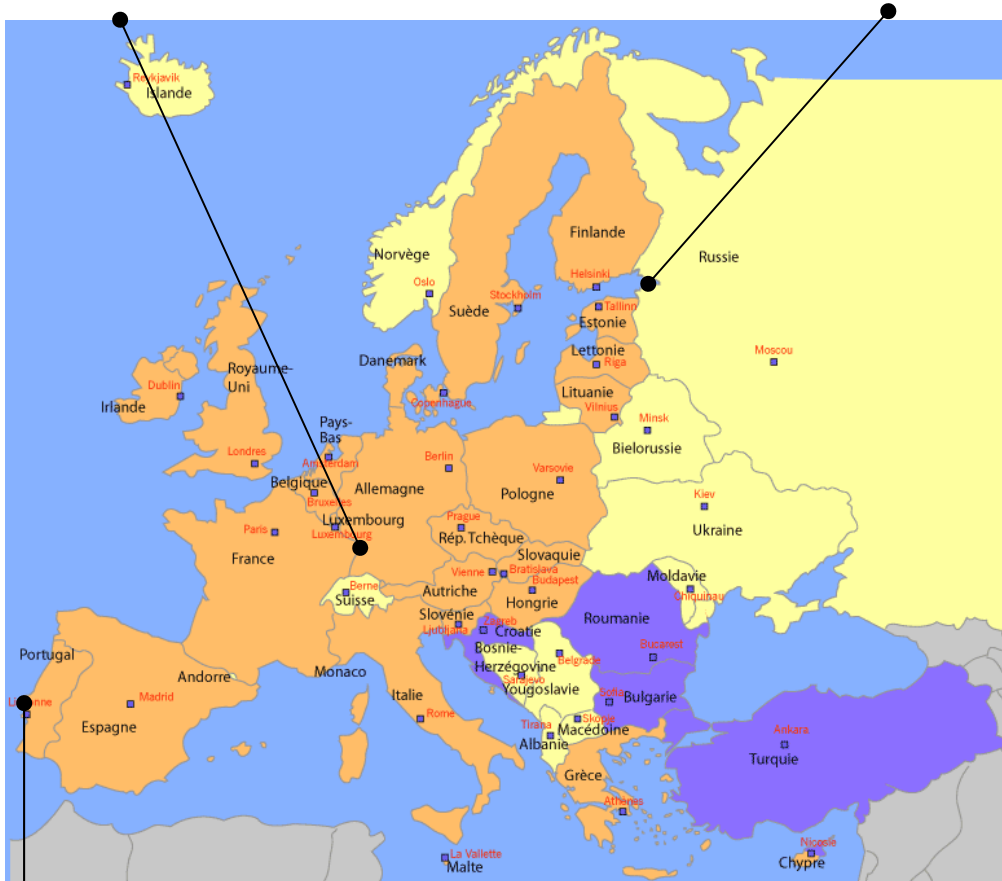 Reykjavik
Islande
Norvège
Finlande
Russie
Helsinki
Oslo
Stockholm
Suède
Tallinn
Estonie
Lettonie
Riga
Moscou
Danemark
Royaume-
Uni
Dublin
Irlande
Copenhague
Lituanie
Vilnius
Minsk
Bielorussie
Pays-
Bas
Londres
Amsterdam
Berlin
Varsovie
Belgique
Bruxelles
Allemagne
Pologne
Kiev
Ukraine
Paris
France
Luxembourg
Luxembourg
Prague
Rép. Tchèque
Slovaquie
Vienne
Bratislava
Budapest
Autriche
Hongrie
Moldavie
Chiquinau
Berne
Suisse
Slovénie
Ljubljana
Zagreb
Croatie
Roumanie
Bucarest
Bosnie-
Herzégovine
Sarajevo
Belgrade
Yougoslavie
Portugal
Andorre
Monaco
Italie
Madrid
Espagne
Rome
Sofia
Bulgarie
Tirana
Skopje
Macédoine
Albanie
Ankara
Turquie
Grèce
Athènes
La Vallette
Malte
Nicosie
Chypre